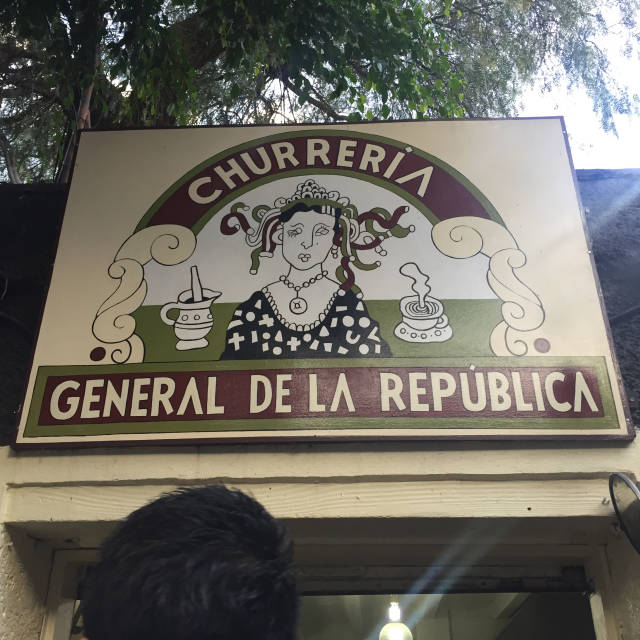 CHURRERIA
GENERAL DE LA REPÚBLICA